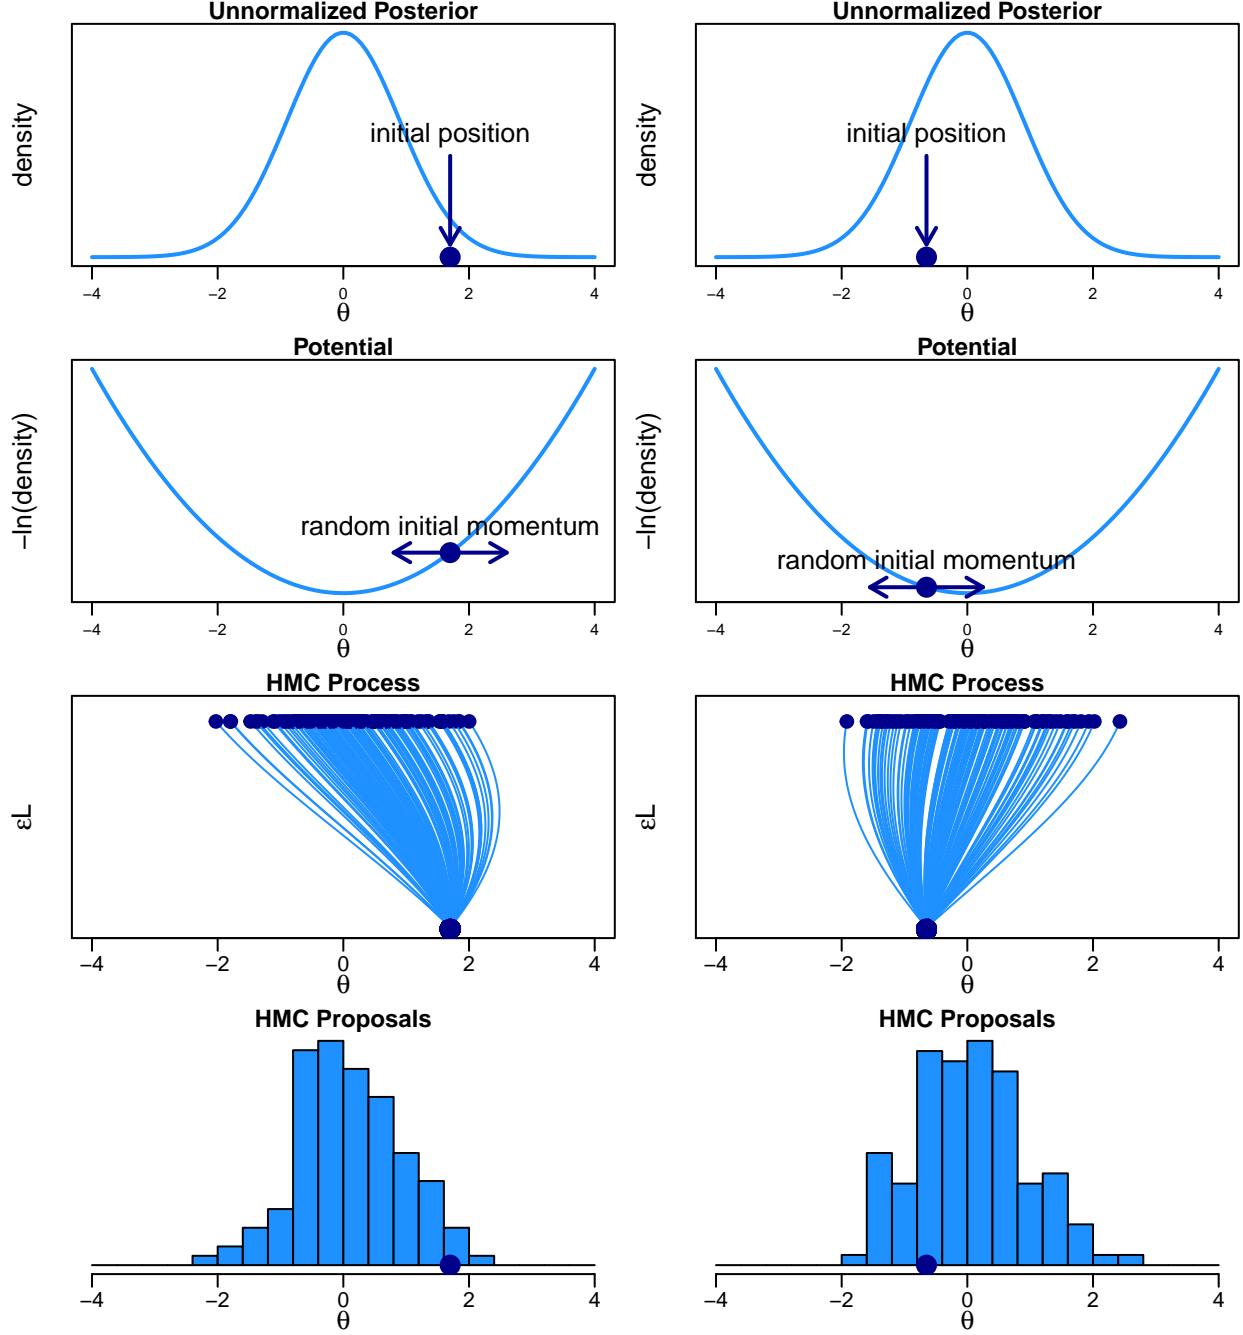 Unnormalized Posterior
density
initial position
−4 −2 0 2 4
θ
Unnormalized Posterior
density
initial position
−4 −2 0 2 4
θ
Potential
−ln(density)
random initial momentum
−4 −2 0 2 4
θ
Potential
−ln(density)
random initial momentum
−4 −2 0 2 4
θ
HMC Process
εL
−4 −2 0 2 4
θ
HMC Process
εL
−4 −2 0 2 4
θ
HMC Proposals
−4 −2 0 2 4
θ
HMC Proposals
−4 −2 0 2 4
θ